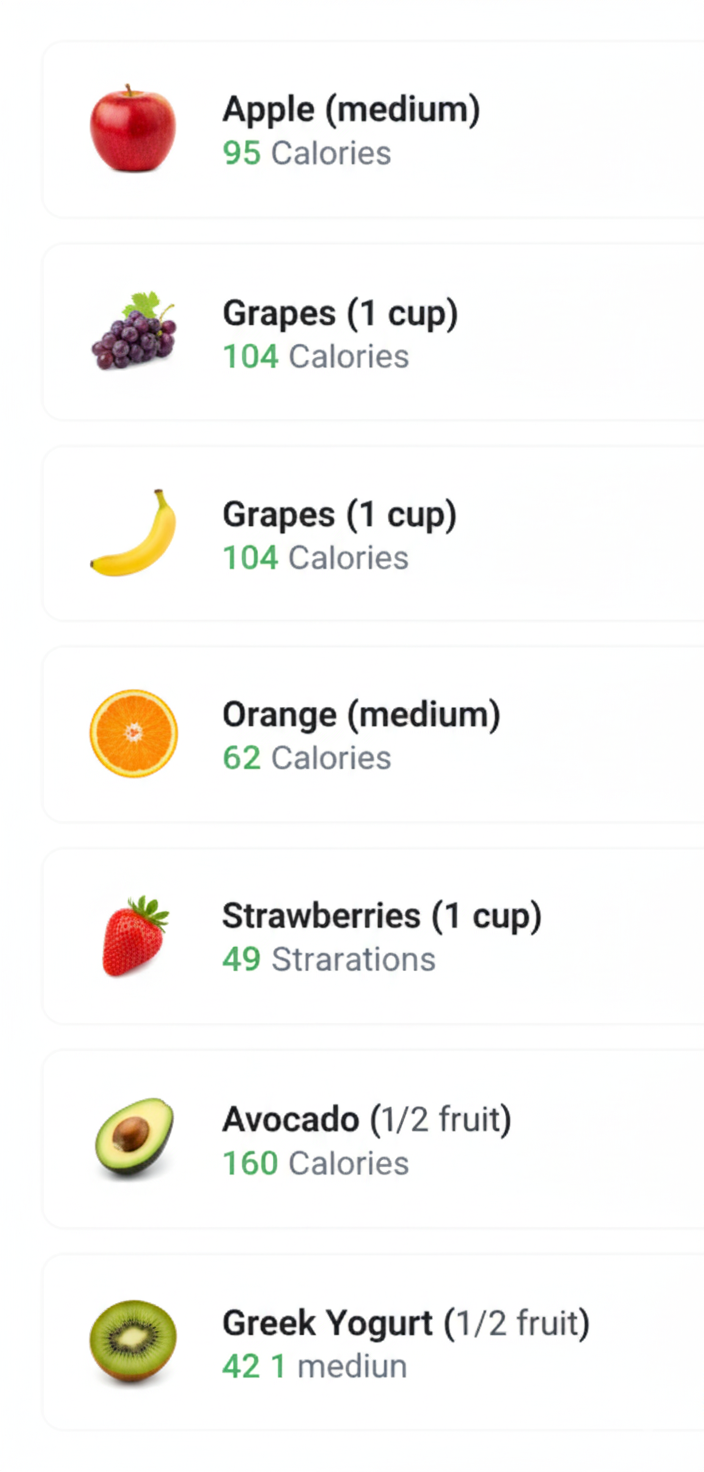 Apple (medium)
95 Calories
Grapes (1 cup)
104 Calories
Grapes (1 cup)
104 Calories
Orange (medium)
62 Calories
Strawberries (1 cup)
49 Strarations
Avocado (1/2 fruit)
160 Calories
Greek Yogurt (1/2 fruit)
42 1 mediun